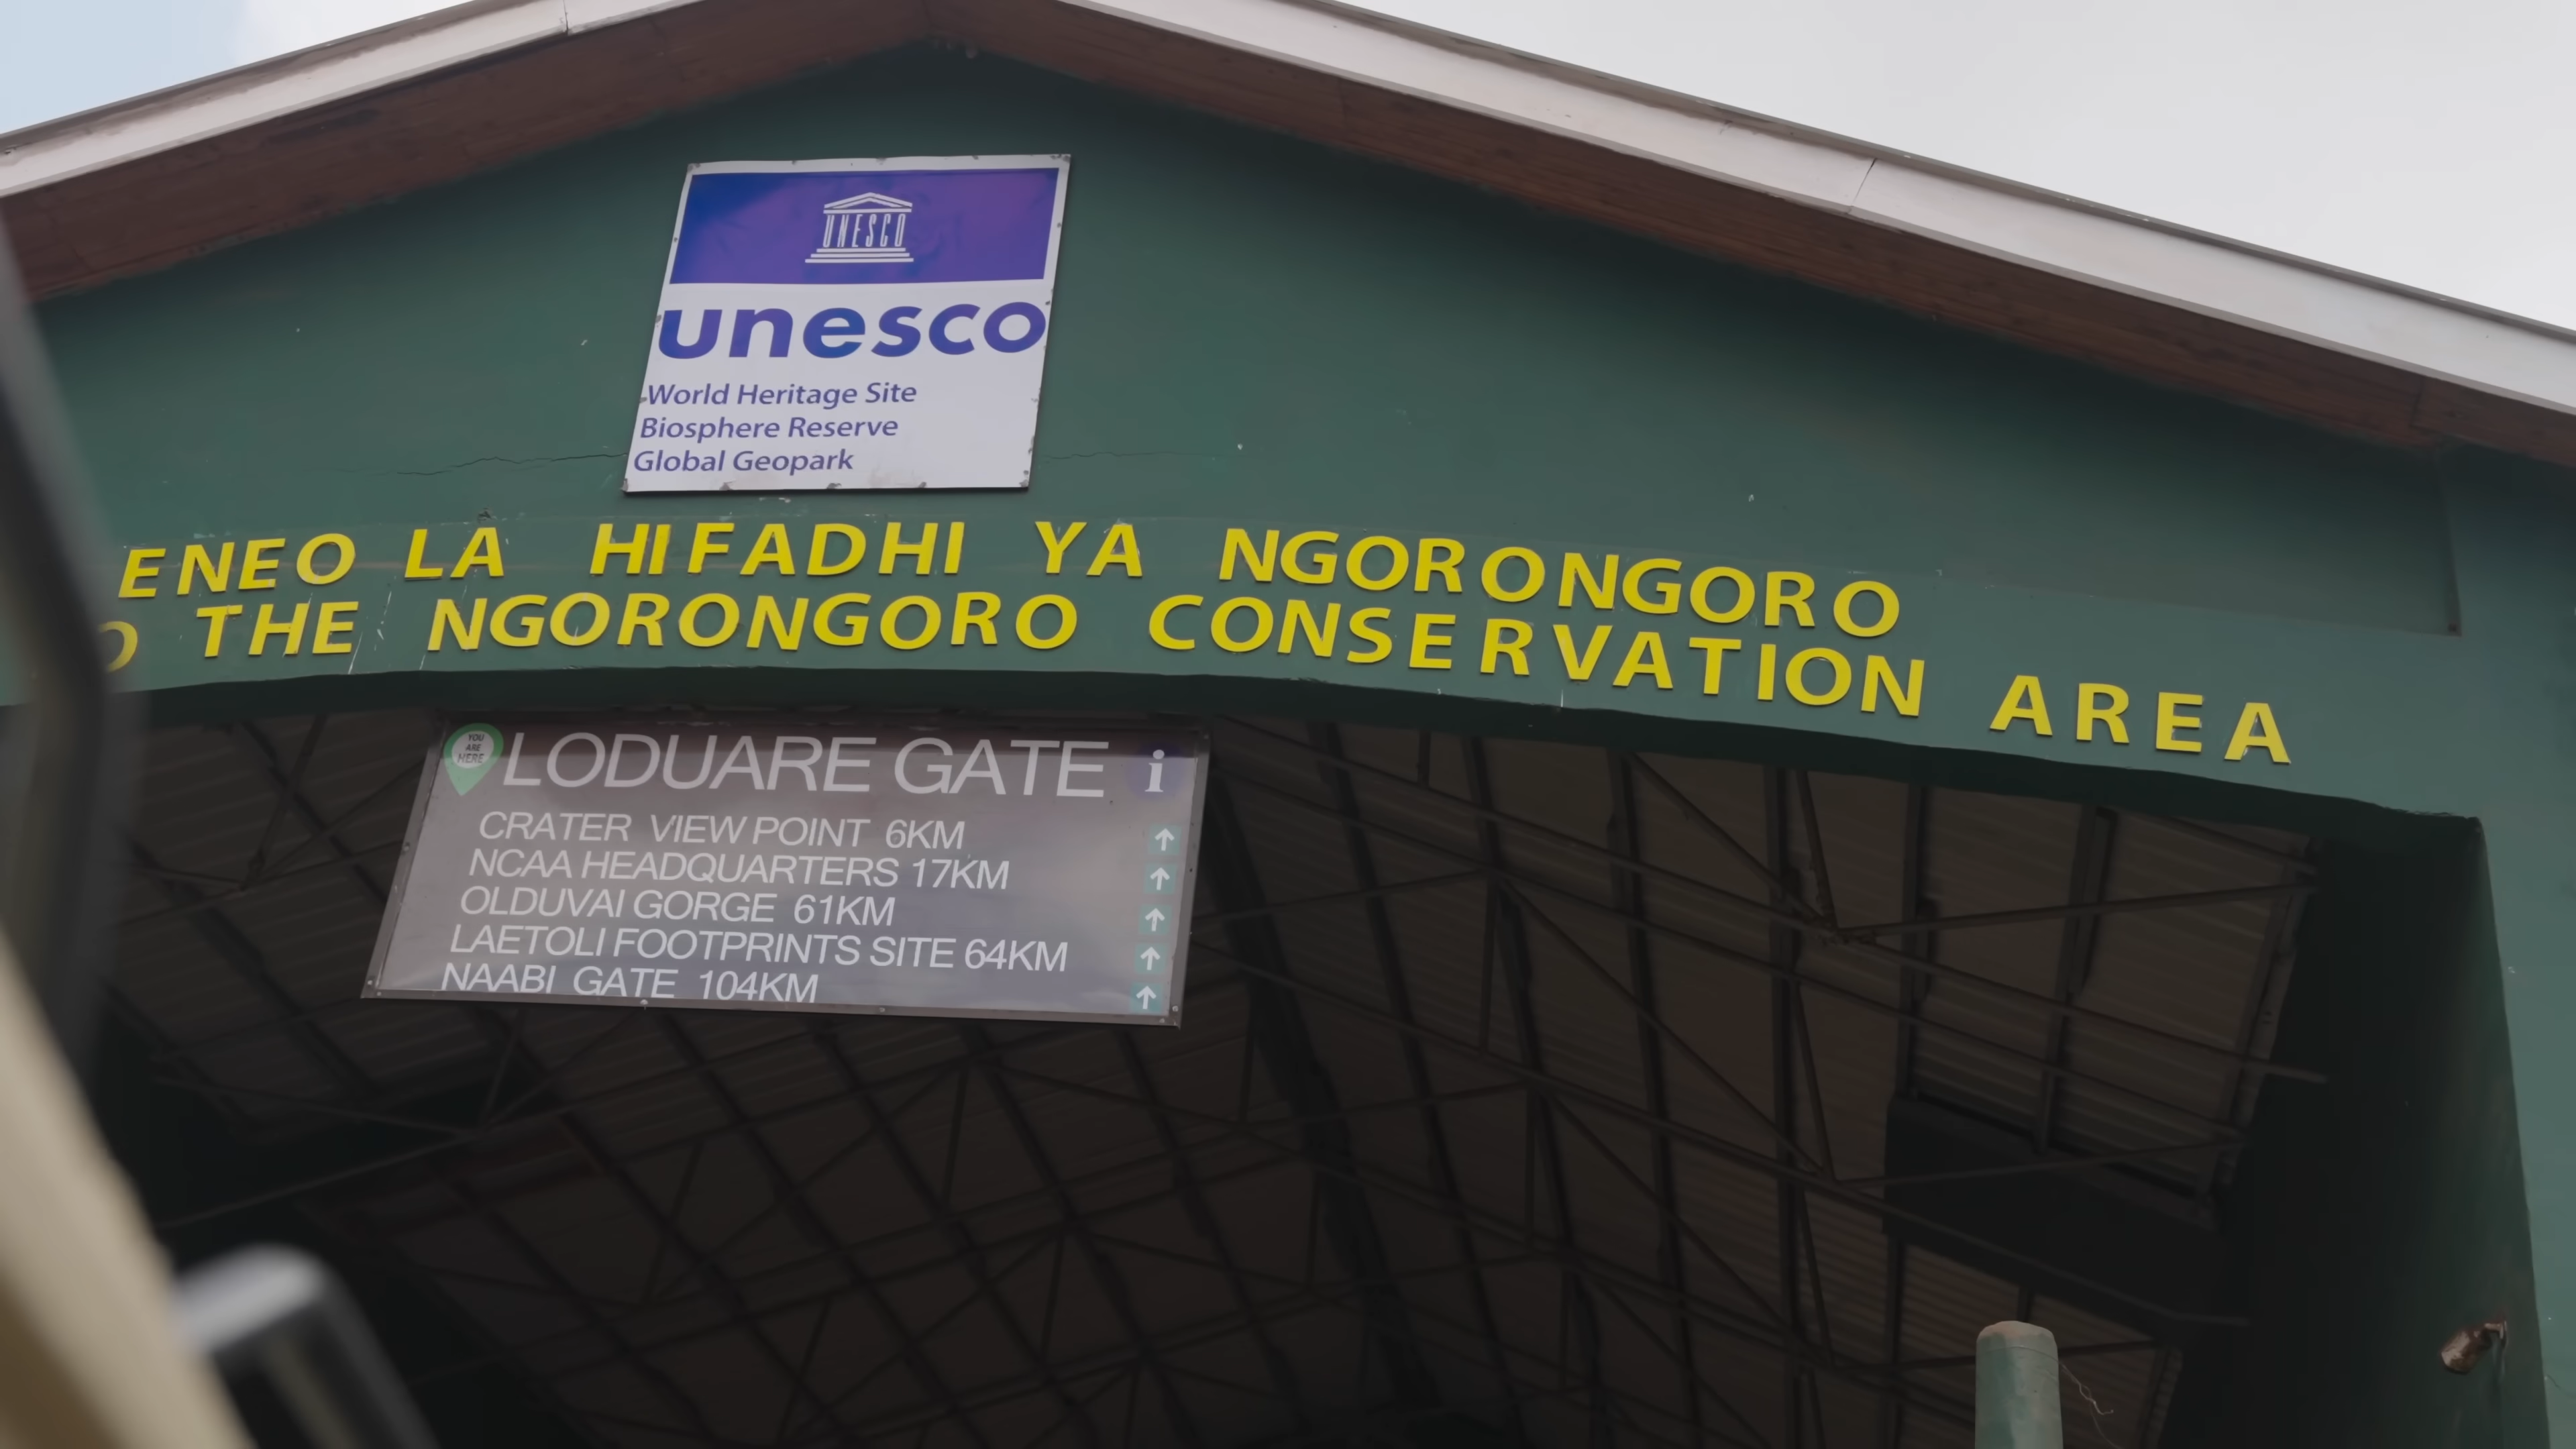 UNESCO
unesco
World Heritage Site
Biosphere Reserve
Global Geopark
ENEO LA HIFADHI YA NGORONGORO
O THE NGORONGORO CONSERVATION AREA
YOU
ARE
HERE
LODUARE GATE i
CRATER VIEW POINT 6KM
NCAA HEADQUARTERS 17KM
OLDUVAI GORGE 61KM
LAETOLI FOOTPRINTS SITE 64KM
NAABI GATE 104KM